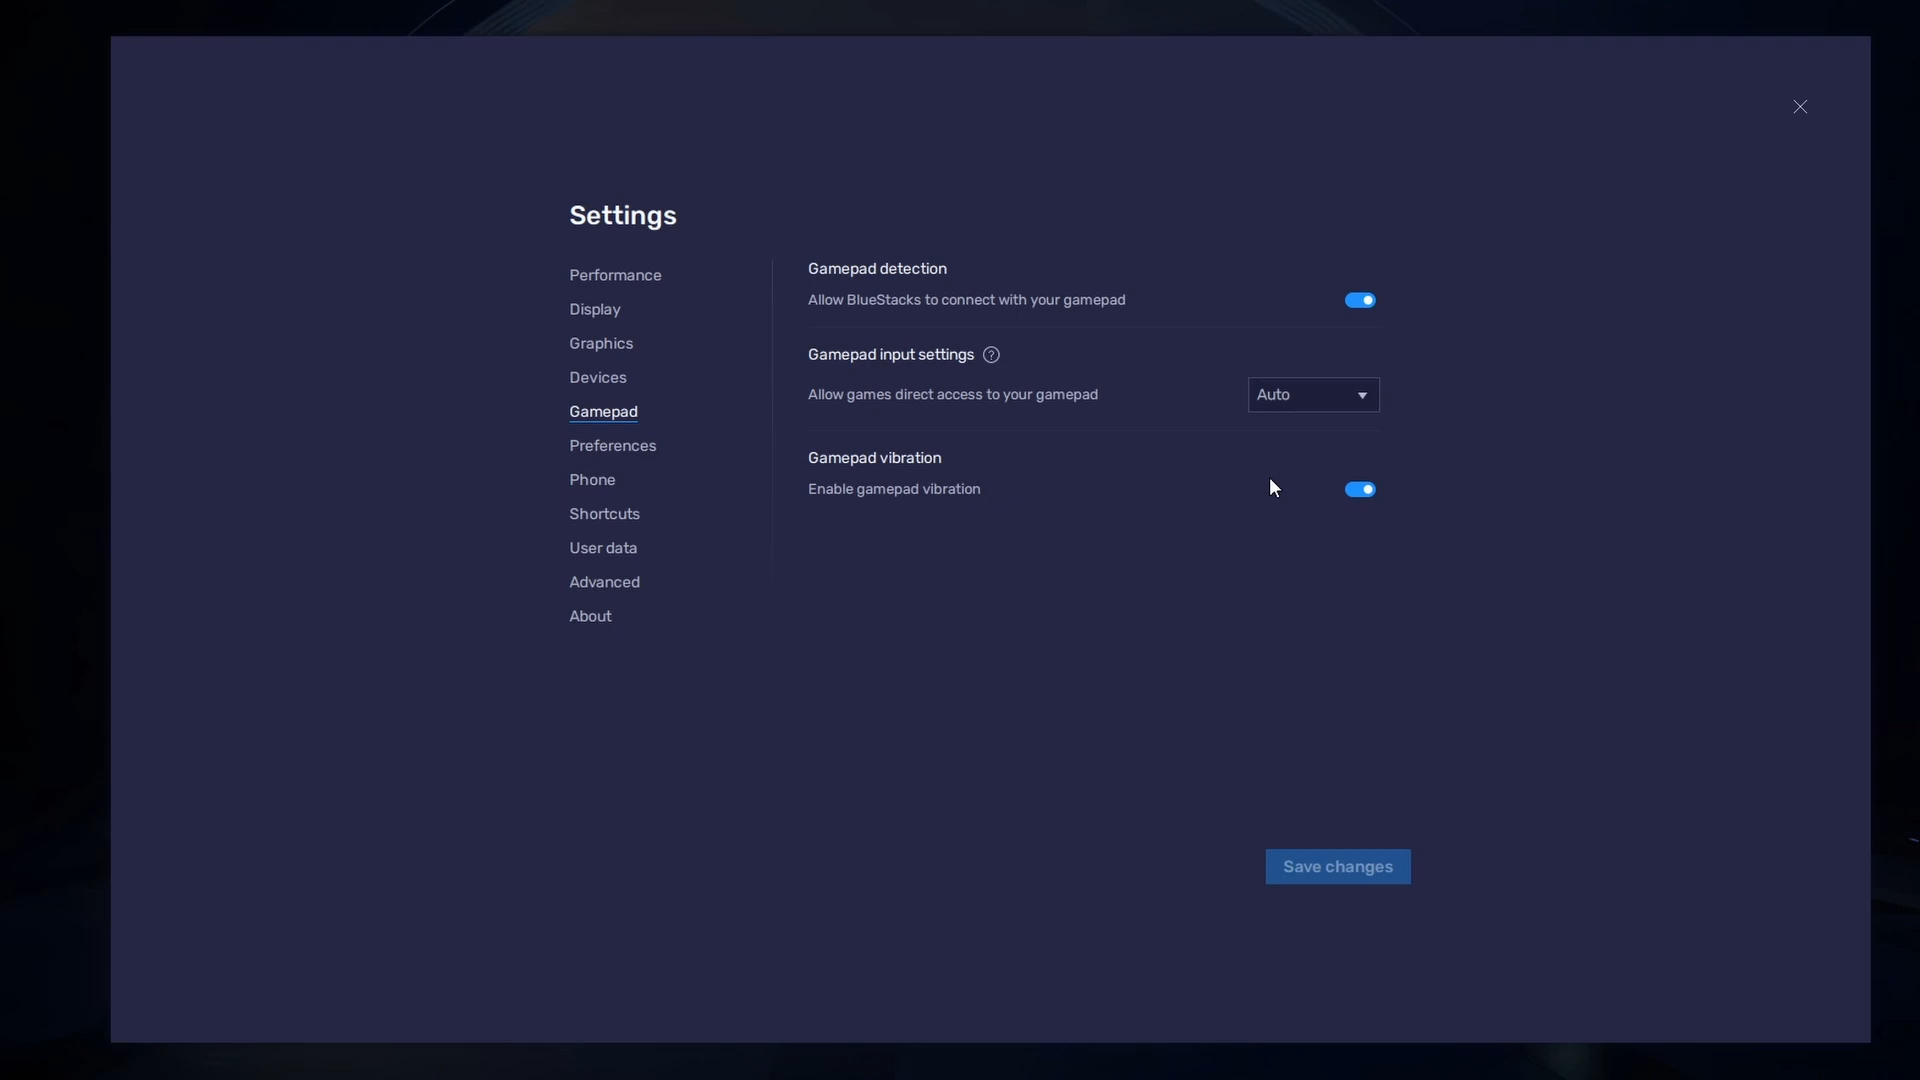 Settings
Performance
Display
Graphics
Devices
Gamepad
Preferences
Phone
Shortcuts
User data
Advanced
About
Gamepad detection
Allow BlueStacks to connect with your gamepad
Gamepad input settings ?
Allow games direct access to your gamepad
Auto
Gamepad vibration
Enable gamepad vibration
Save changes